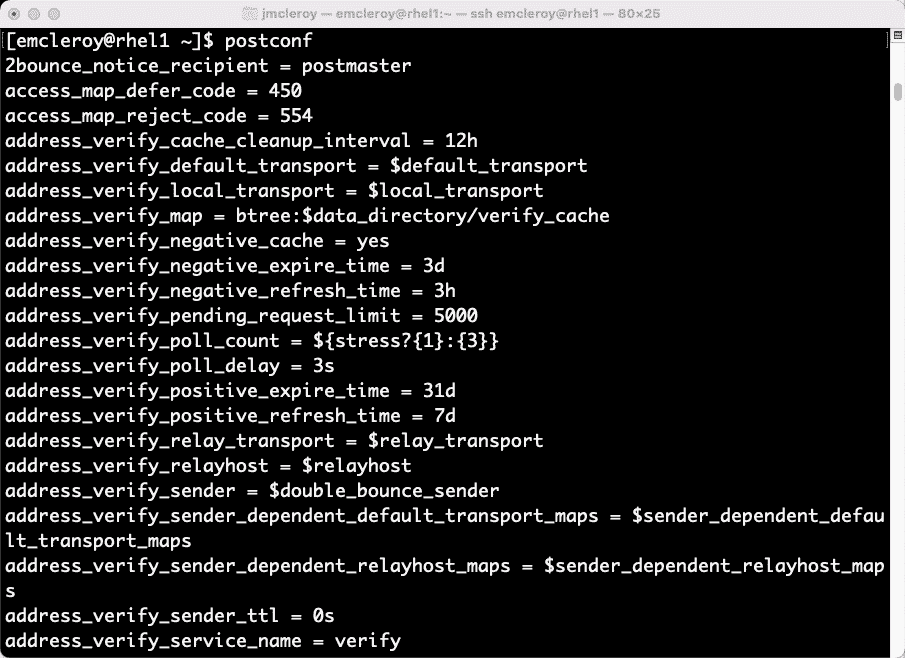 jmcleroy — emcleroy@rhel1:~ — ssh emcleroy@rhel1 — 80×25
[emcleroy@rhel1 ~]$ postconf
2bounce_notice_recipient = postmaster
access_map_defer_code = 450
access_map_reject_code = 554
address_verify_cache_cleanup_interval = 12h
address_verify_default_transport = $default_transport
address_verify_local_transport = $local_transport
address_verify_map = btree:$data_directory/verify_cache
address_verify_negative_cache = yes
address_verify_negative_expire_time = 3d
address_verify_negative_refresh_time = 3h
address_verify_pending_request_limit = 5000
address_verify_poll_count = ${stress?{1}:{3}}
address_verify_poll_delay = 3s
address_verify_positive_expire_time = 31d
address_verify_positive_refresh_time = 7d
address_verify_relay_transport = $relay_transport
address_verify_relayhost = $relayhost
address_verify_sender = $double_bounce_sender
address_verify_sender_dependent_default_transport_maps = $sender_dependent_defau
lt_transport_maps
address_verify_sender_dependent_relayhost_maps = $sender_dependent_relayhost_map
s
address_verify_sender_ttl = 0s
address_verify_service_name = verify